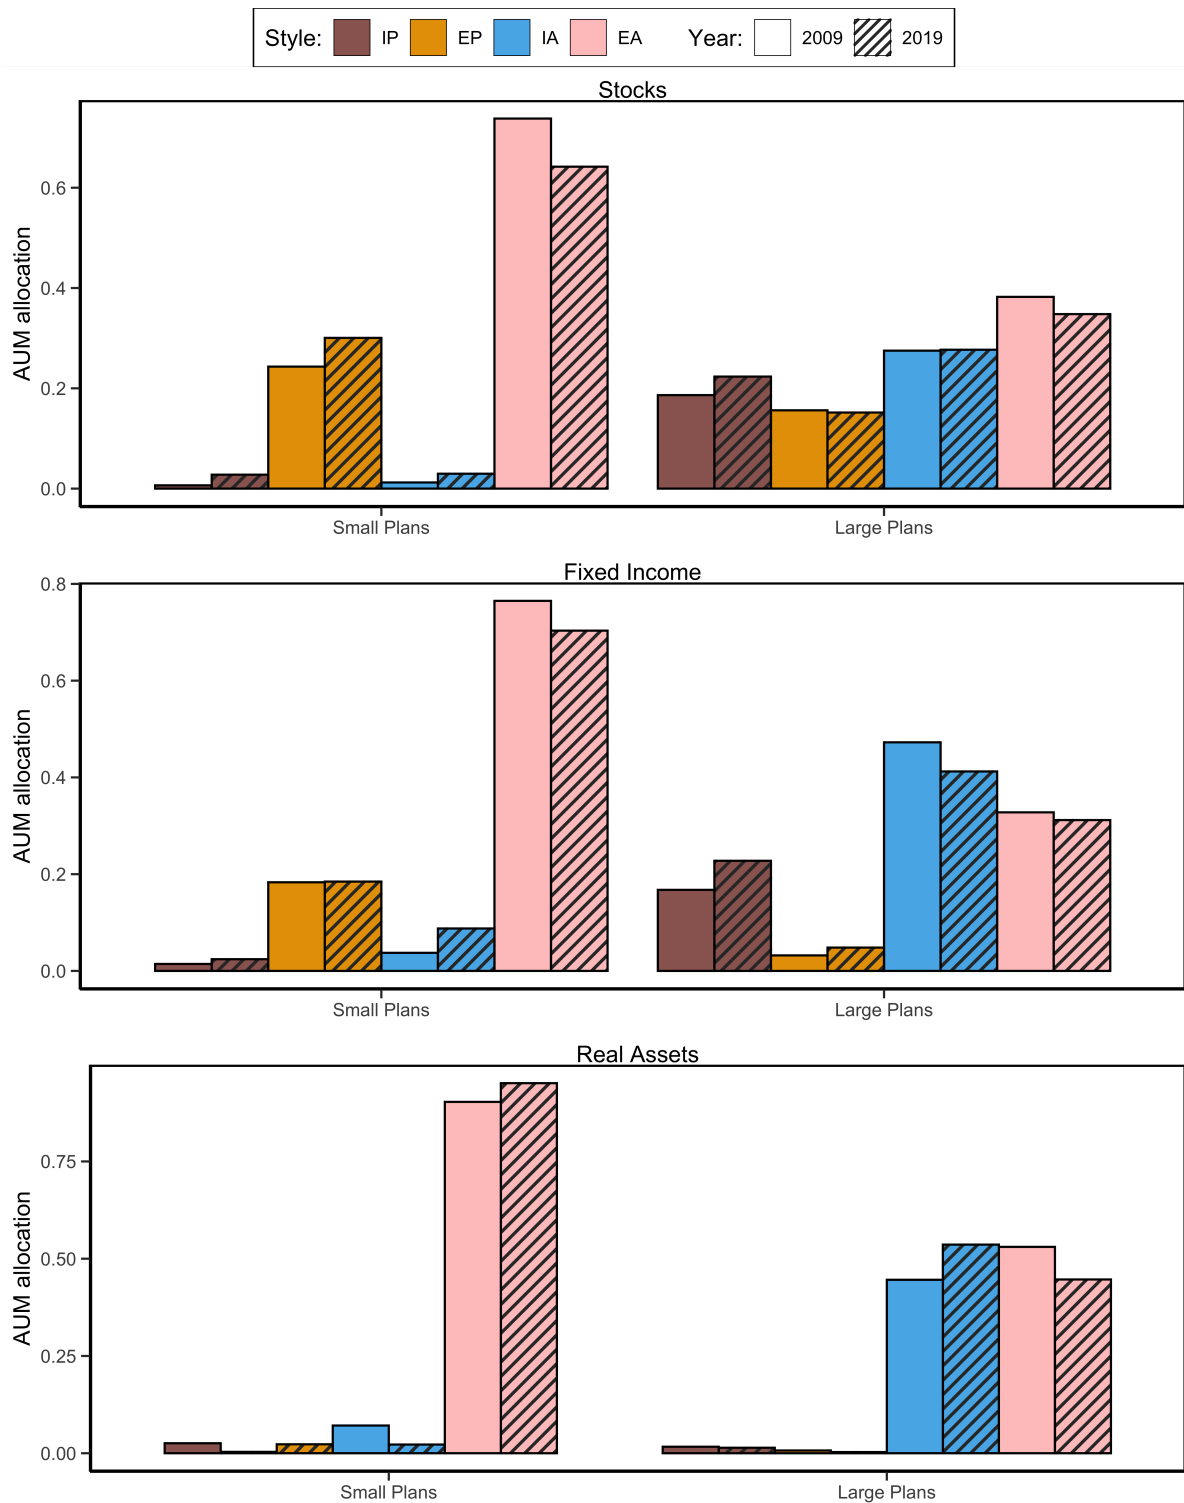 Style: IP EP IA EA Year: 2009 2019
Stocks
AUM allocation
0.6
0.4
0.2
0.0
Small Plans Large Plans
Fixed Income
AUM allocation
0.8
0.6
0.4
0.2
0.0
Small Plans Large Plans
Real Assets
AUM allocation
0.75
0.50
0.25
0.00
Small Plans Large Plans